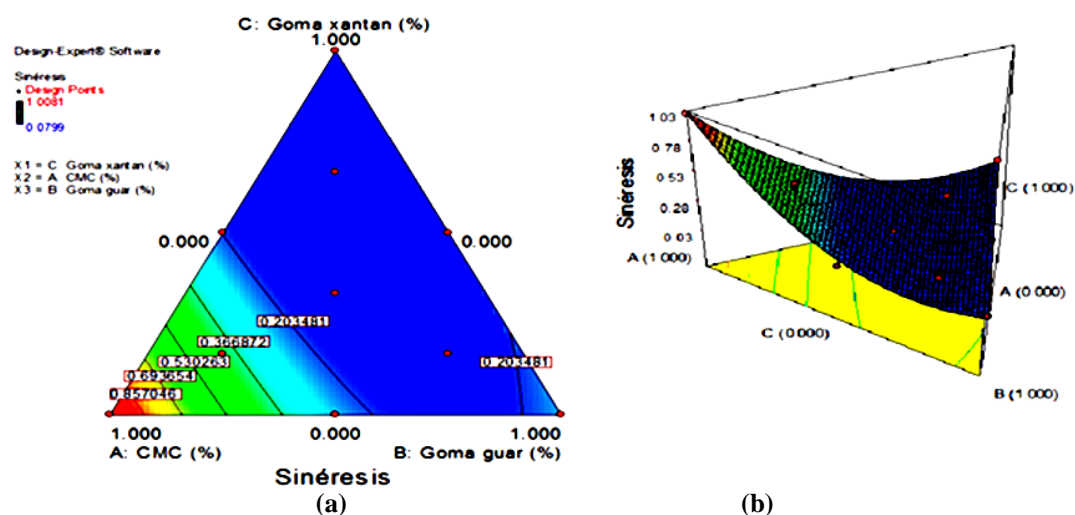 C: Goma xantan (%)
1.000
Design-Expert® Software
Sinéresis
Design Points
1.0081
0.0799
X1 = C Goma xantan (%)
X2 = A CMC (%)
X3 = B Goma guar (%)
0.000
0.000
0.203481
0.366872
0.530263
0.693654
0.857046
0.203481
1.000
0.000
1.000
A: CMC (%)
B: Goma guar (%)
Sinéresis
(a)
1.03
0.78
0.53
0.28
0.03
Sinéresis
A (1.000)
C (1.000)
A (0.000)
C (0.000)
B (1.000)
(b)